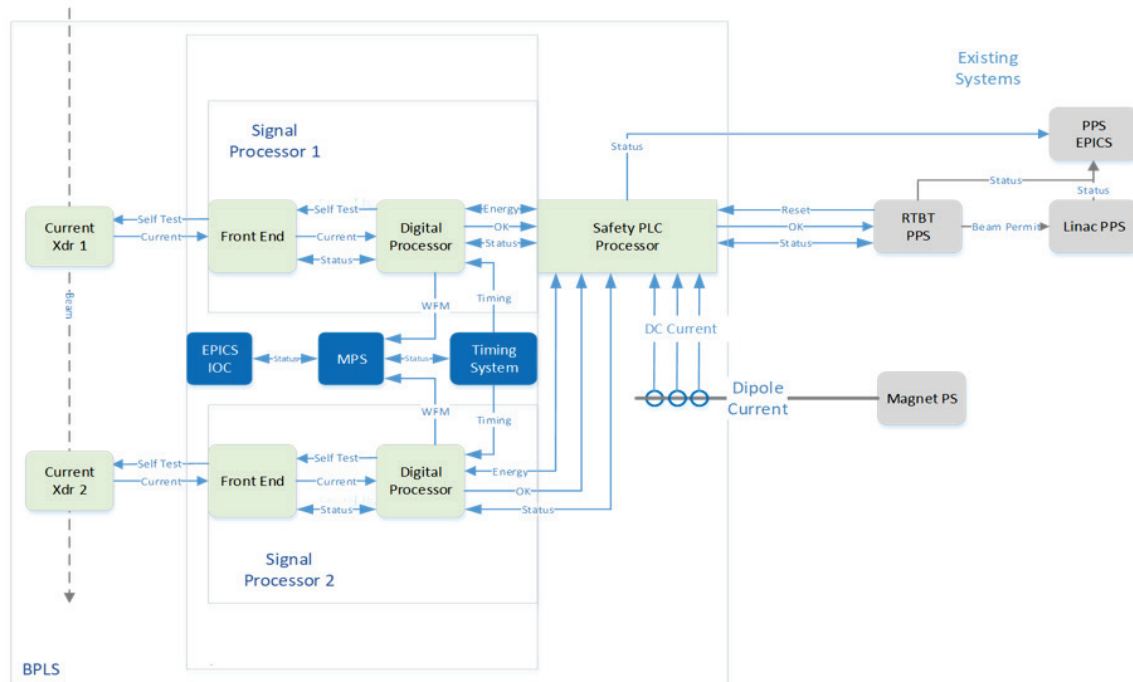 Existing
Systems
Signal
Processor 1
PPS
EPICS
Status
Status
Status
Current
Xdr 1
Self Test
Current
Front End
Self Test
Current
Status
Digital
Processor
Energy
OK
Status
Safety PLC
Processor
Reset
OK
Status
RTBT
PPS
Beam Permit
Linac PPS
Beam
WFM
Timing
DC Current
EPICS
IOC
Status
MPS
Status
Timing
System
Dipole
Current
Magnet PS
WFM
Timing
Current
Xdr 2
Self Test
Current
Front End
Self Test
Current
Status
Digital
Processor
Energy
OK
Status
Signal
Processor 2
BPLS